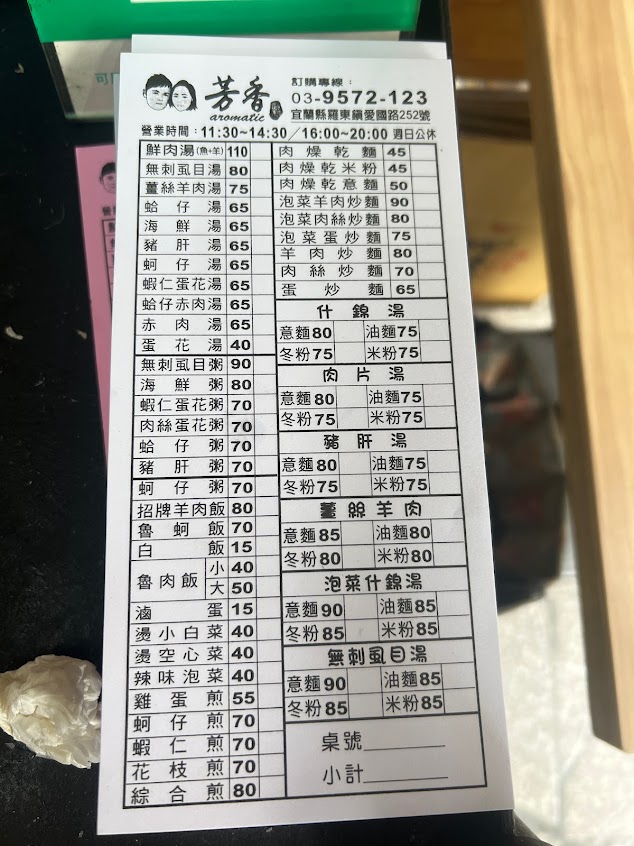 芳香
aromatic
訂購專線：
03-9572-123
宜蘭縣羅東鎮愛國路252號
營業時間：11:30~14:30／16:00~20:00 週日公休
鮮肉湯(魚+羊) 110
無刺虱目湯 80
薑絲羊肉湯 75
蛤仔湯 65
海鮮湯 65
豬肝湯 65
蚵仔湯 65
蝦仁蛋花湯 65
蛤仔赤肉湯 65
赤肉湯 65
蛋花湯 40
無刺虱目粥 90
海鮮粥 80
蝦仁蛋花粥 70
肉絲蛋花粥 70
蛤仔粥 70
豬肝粥 70
蚵仔粥 70
招牌羊肉飯 80
魯蚵飯 70
白飯 15
魯肉飯 小 40
大 50
滷蛋 15
燙小白菜 40
燙空心菜 40
辣味泡菜 40
雞蛋煎 55
蚵仔煎 70
蝦仁煎 70
花枝煎 70
綜合煎 80
肉燥乾麵 45
肉燥乾米粉 45
肉燥乾意麵 50
泡菜羊肉炒麵 90
泡菜肉絲炒麵 80
泡菜蛋炒麵 75
羊肉炒麵 80
肉絲炒麵 70
蛋炒麵 65
什錦湯
意麵80 油麵75
冬粉75 米粉75
肉片湯
意麵80 油麵75
冬粉75 米粉75
豬肝湯
意麵80 油麵75
冬粉75 米粉75
薑絲羊肉
意麵85 油麵80
冬粉80 米粉80
泡菜什錦湯
意麵90 油麵85
冬粉85 米粉85
無刺虱目湯
意麵90 油麵85
冬粉85 米粉85
桌號
小計